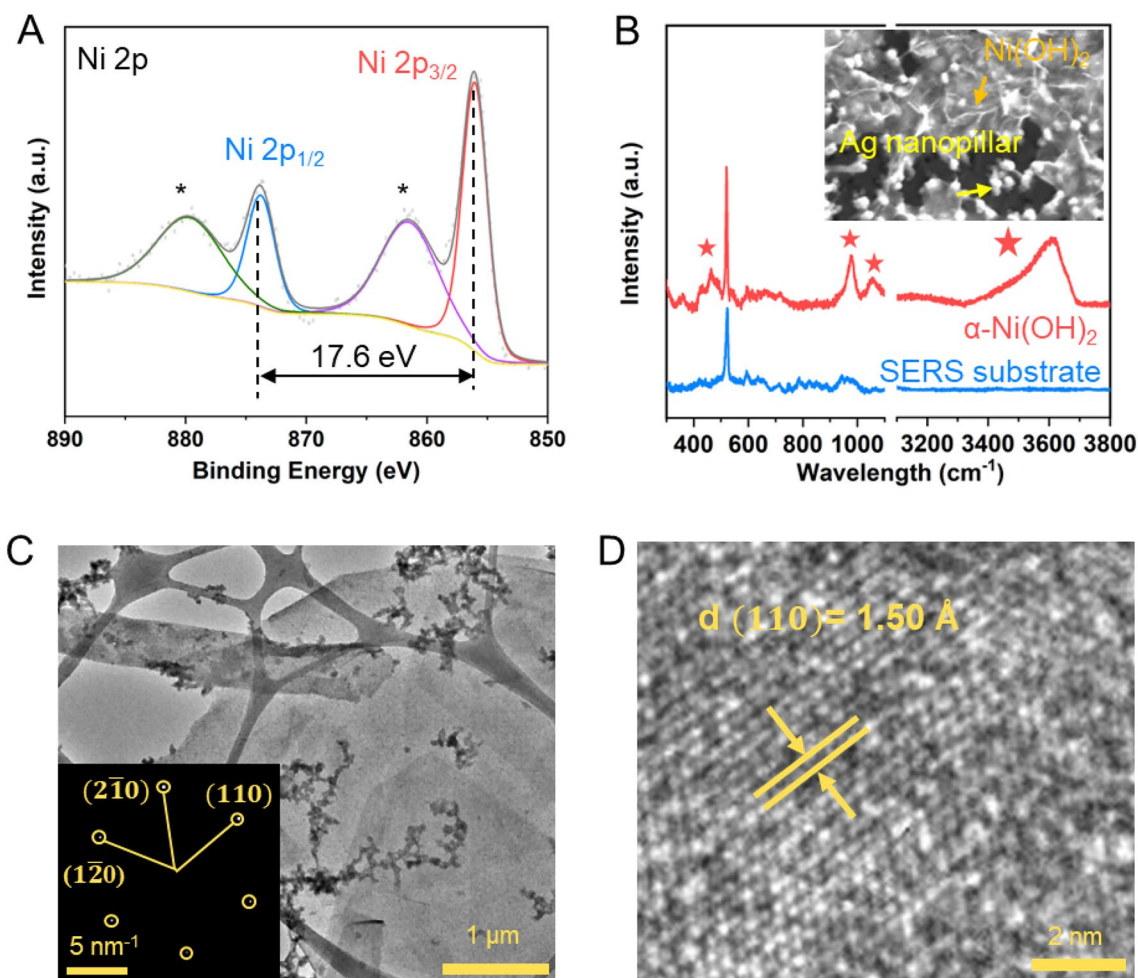 A
Ni 2p
Ni 2p3/2
Ni 2p1/2
*
*
17.6 eV
Intensity (a.u.)
890
880
870
860
850
Binding Energy (eV)
B
Ni(OH)2
Ag nanopillar
α-Ni(OH)2
SERS substrate
Intensity (a.u.)
400
600
800
1000
3200
3400
3600
3800
Wavelength (cm-1)
C
(21̅0)
(110)
(12̅0)
5 nm-1
1 µm
D
d (110)= 1.50 Å
2 nm